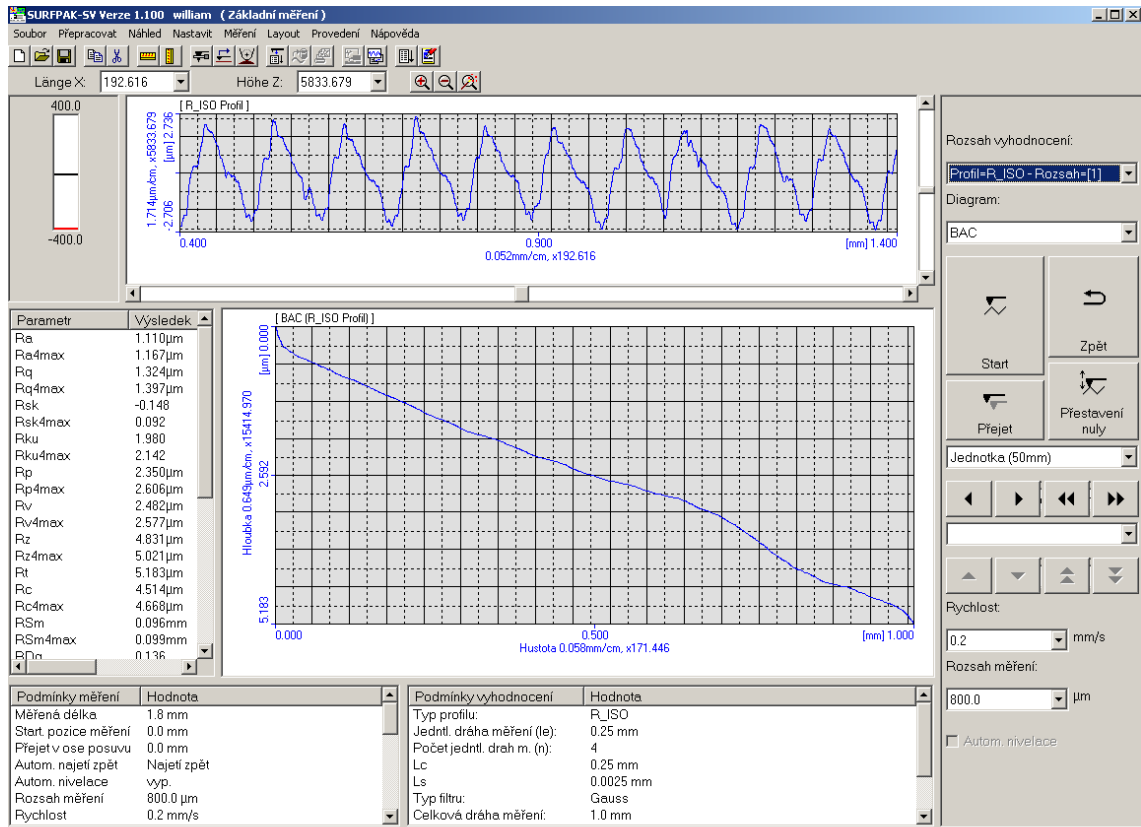 SURFPAK-SV Verze 1.100 william ( Základní měření )
Soubor Přepracovat Náhled Nastavit Měření Layout Provedení Nápověda
Länge X: 192.616 Höhe Z: 5833.679
400.0
-400.0
[ R_ISO Profil ]
1.714µm/cm, x5833.679
-2.706 [µm] 2.736
0.400 0.900 [mm] 1.400
0.052mm/cm, x192.616
Parametr Výsledek
Ra 1.110µm
Ra4max 1.167µm
Rq 1.324µm
Rq4max 1.397µm
Rsk -0.148
Rsk4max 0.092
Rku 1.980
Rku4max 2.142
Rp 2.350µm
Rp4max 2.606µm
Rv 2.482µm
Rv4max 2.577µm
Rz 4.831µm
Rz4max 5.021µm
Rt 5.183µm
Rc 4.514µm
Rc4max 4.668µm
RSm 0.096mm
RSm4max 0.099mm
RDq 0.136
[ BAC (R_ISO Profil) ]
Hloubka 0.649µm/cm, x15414.970
5.183 2.592 [µm] 0.000
0.000 0.500 [mm] 1.000
Hustota 0.058mm/cm, x171.446
Podmínky měření Hodnota
Měřená délka 1.8 mm
Start. pozice měření 0.0 mm
Přejet v ose posuvu 0.0 mm
Autom. najetí zpět Najetí zpět
Autom. nivelace vyp.
Rozsah měření 800.0 µm
Rychlost 0.2 mm/s
Podmínky vyhodnocení Hodnota
Typ profilu: R_ISO
Jedntl. dráha měření (le): 0.25 mm
Počet jedntl. drah m. (n): 4
Lc 0.25 mm
Ls 0.0025 mm
Typ filtru: Gauss
Celková dráha měření: 1.0 mm
Rozsah vyhodnocení:
Profil=R_ISO - Rozsah=[1]
Diagram:
BAC
Start
Zpět
Přejet
Přestavení
nuly
Jednotka (50mm)
Rychlost:
0.2 mm/s
Rozsah měření:
800.0 µm
Autom. nivelace